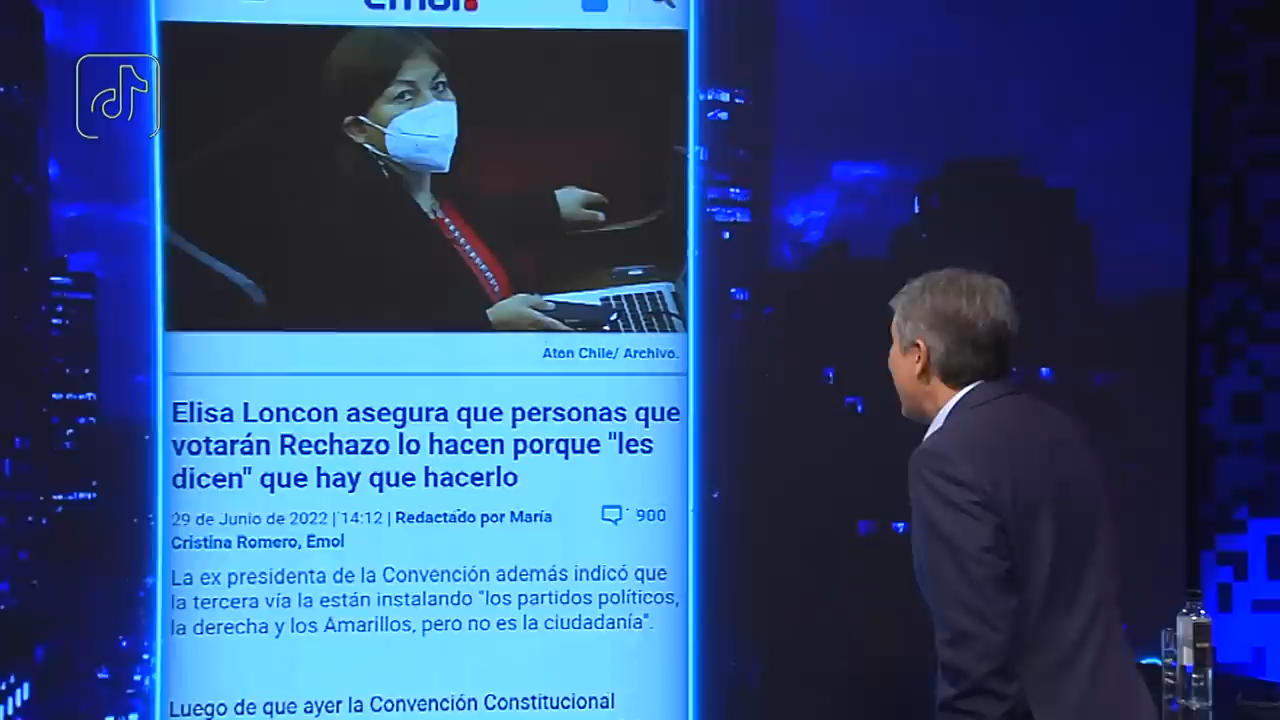 emol.
Aton Chile/ Archivo.
Elisa Loncon asegura que personas que
votarán Rechazo lo hacen porque "les
dicen" que hay que hacerlo
29 de Junio de 2022 | 14:12 | Redactado por María
Cristina Romero, Emol
900
La ex presidenta de la Convención además indicó que
la tercera vía la están instalando "los partidos políticos,
la derecha y los Amarillos, pero no es la ciudadanía".
Luego de que ayer la Convención Constitucional